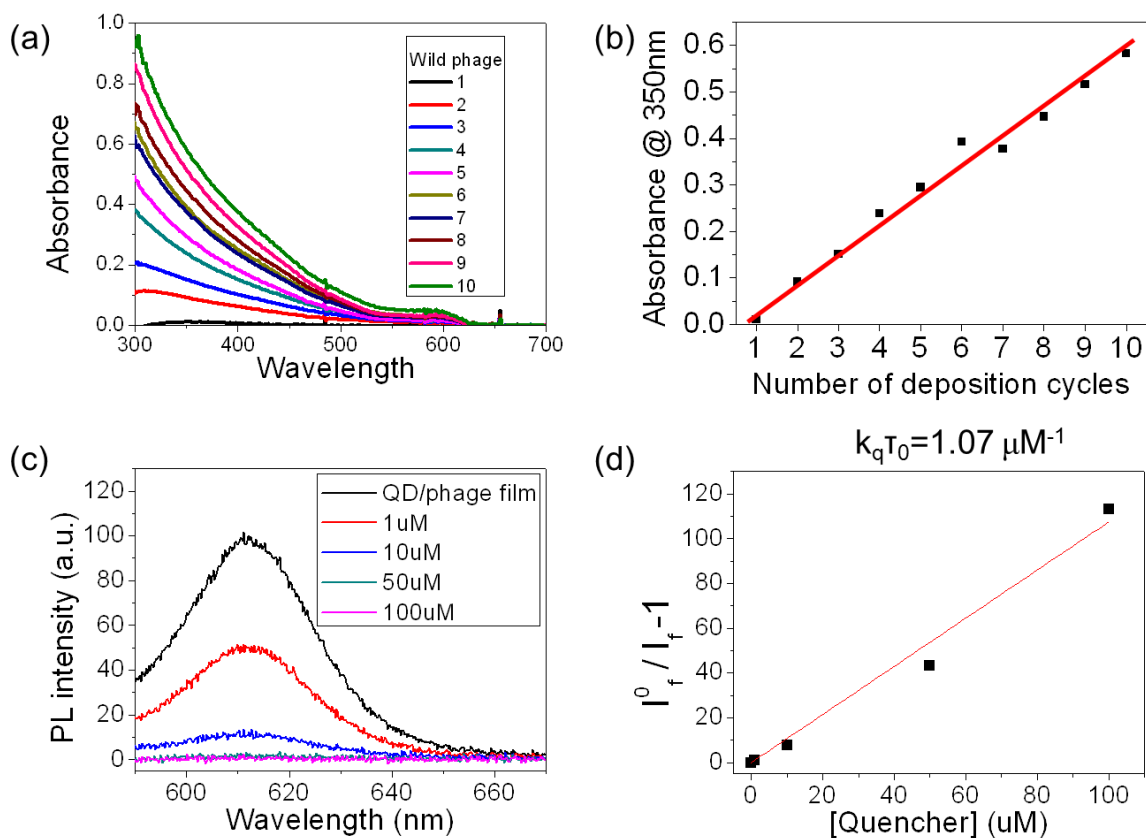 (a)
1.0
0.8
0.6
0.4
0.2
0.0
Absorbance
300
400
500
600
700
Wavelength
Wild phage
1
2
3
4
5
6
7
8
9
10
(b)
0.6
0.5
0.4
0.3
0.2
0.1
0.0
Absorbance @ 350nm
1 2 3 4 5 6 7 8 9 10
Number of deposition cycles
(c)
120
100
80
60
40
20
0
PL intensity (a.u.)
600
620
640
660
Wavelength (nm)
QD/phage film
1uM
10uM
50uM
100uM
kqτ0=1.07 μM-1
(d)
120
100
80
60
40
20
0
I0f / If -1
0 20 40 60 80 100
[Quencher] (uM)